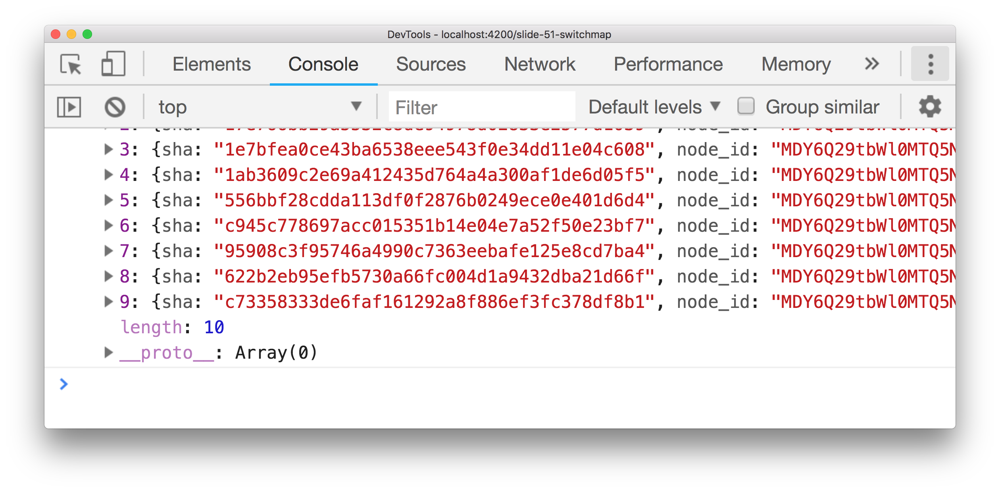 DevTools - localhost:4200/slide-51-switchmap
Elements Console Sources Network Performance Memory
top Filter Default levels Group similar
3: {sha: "1e7bfea0ce43ba6538eee543f0e34dd11e04c608", node_id: "MDY6Q29tbWl0MTQ5N
4: {sha: "1ab3609c2e69a412435d764a4a300af1de6d05f5", node_id: "MDY6Q29tbWl0MTQ5N
5: {sha: "556bbf28cdda113df0f2876b0249ece0e401d6d4", node_id: "MDY6Q29tbWl0MTQ5N
6: {sha: "c945c778697acc015351b14e04e7a52f50e23bf7", node_id: "MDY6Q29tbWl0MTQ5N
7: {sha: "95908c3f95746a4990c7363eebafe125e8cd7ba4", node_id: "MDY6Q29tbWl0MTQ5N
8: {sha: "622b2eb95efb5730a66fc004d1a9432dba21d66f", node_id: "MDY6Q29tbWl0MTQ5N
9: {sha: "c73358333de6faf161292a8f886ef3fc378df8b1", node_id: "MDY6Q29tbWl0MTQ5N
length: 10
__proto__: Array(0)